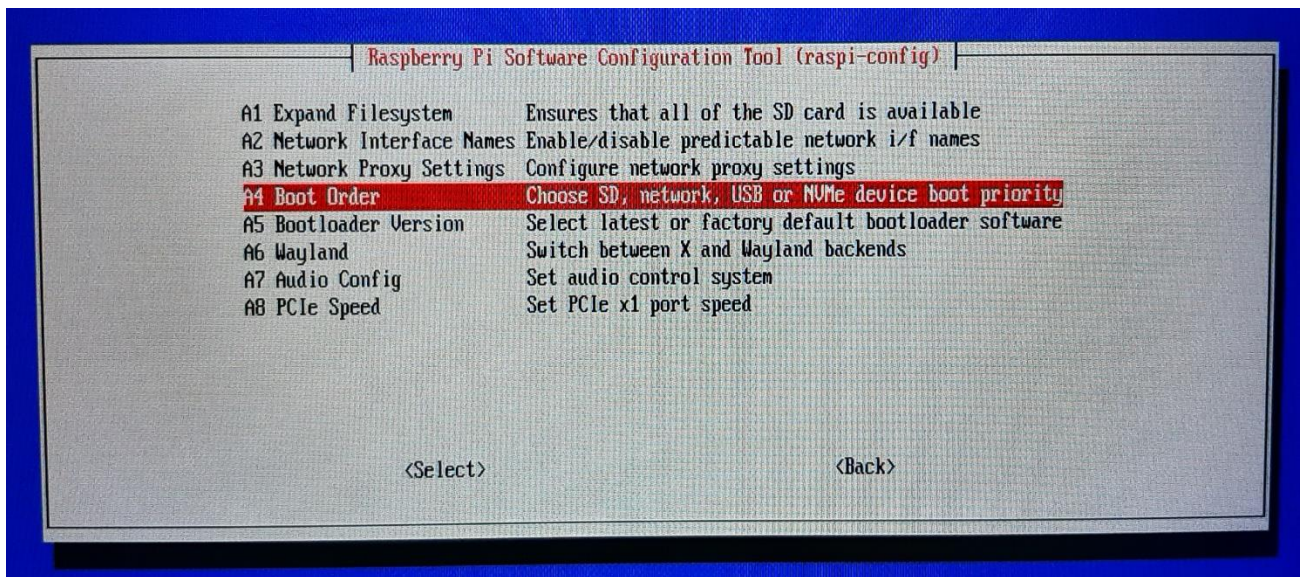 Raspberry Pi Software Configuration Tool (raspi-config)
A1 Expand Filesystem Ensures that all of the SD card is available
A2 Network Interface Names Enable/disable predictable network i/f names
A3 Network Proxy Settings Configure network proxy settings
A4 Boot Order Choose SD, network, USB or NVMe device boot priority
A5 Bootloader Version Select latest or factory default bootloader software
A6 Wayland Switch between X and Wayland backends
A7 Audio Config Set audio control system
A8 PCIe Speed Set PCIe x1 port speed
<Select> <Back>